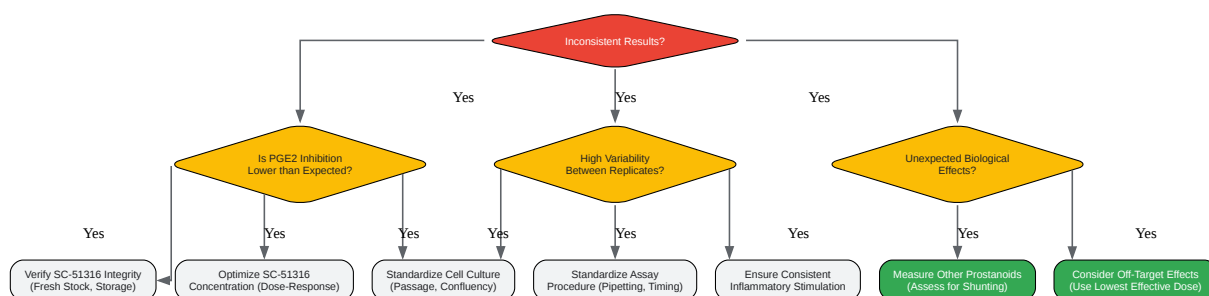 Inconsistent Results?
Yes
Yes
Yes
Is PGE2 Inhibition
Lower than Expected?
High Variability
Between Replicates?
Unexpected Biological
Effects?
Yes
Yes
Yes
Yes
Yes
Yes
Yes
Yes
Verify SC-51316 Integrity
(Fresh Stock, Storage)
Optimize SC-51316
Concentration (Dose-Response)
Standardize Cell Culture
(Passage, Confluency)
Standardize Assay
Procedure (Pipetting, Timing)
Ensure Consistent
Inflammatory Stimulation
Measure Other Prostanoids
(Assess for Shunting)
Consider Off-Target Effects
(Use Lowest Effective Dose)